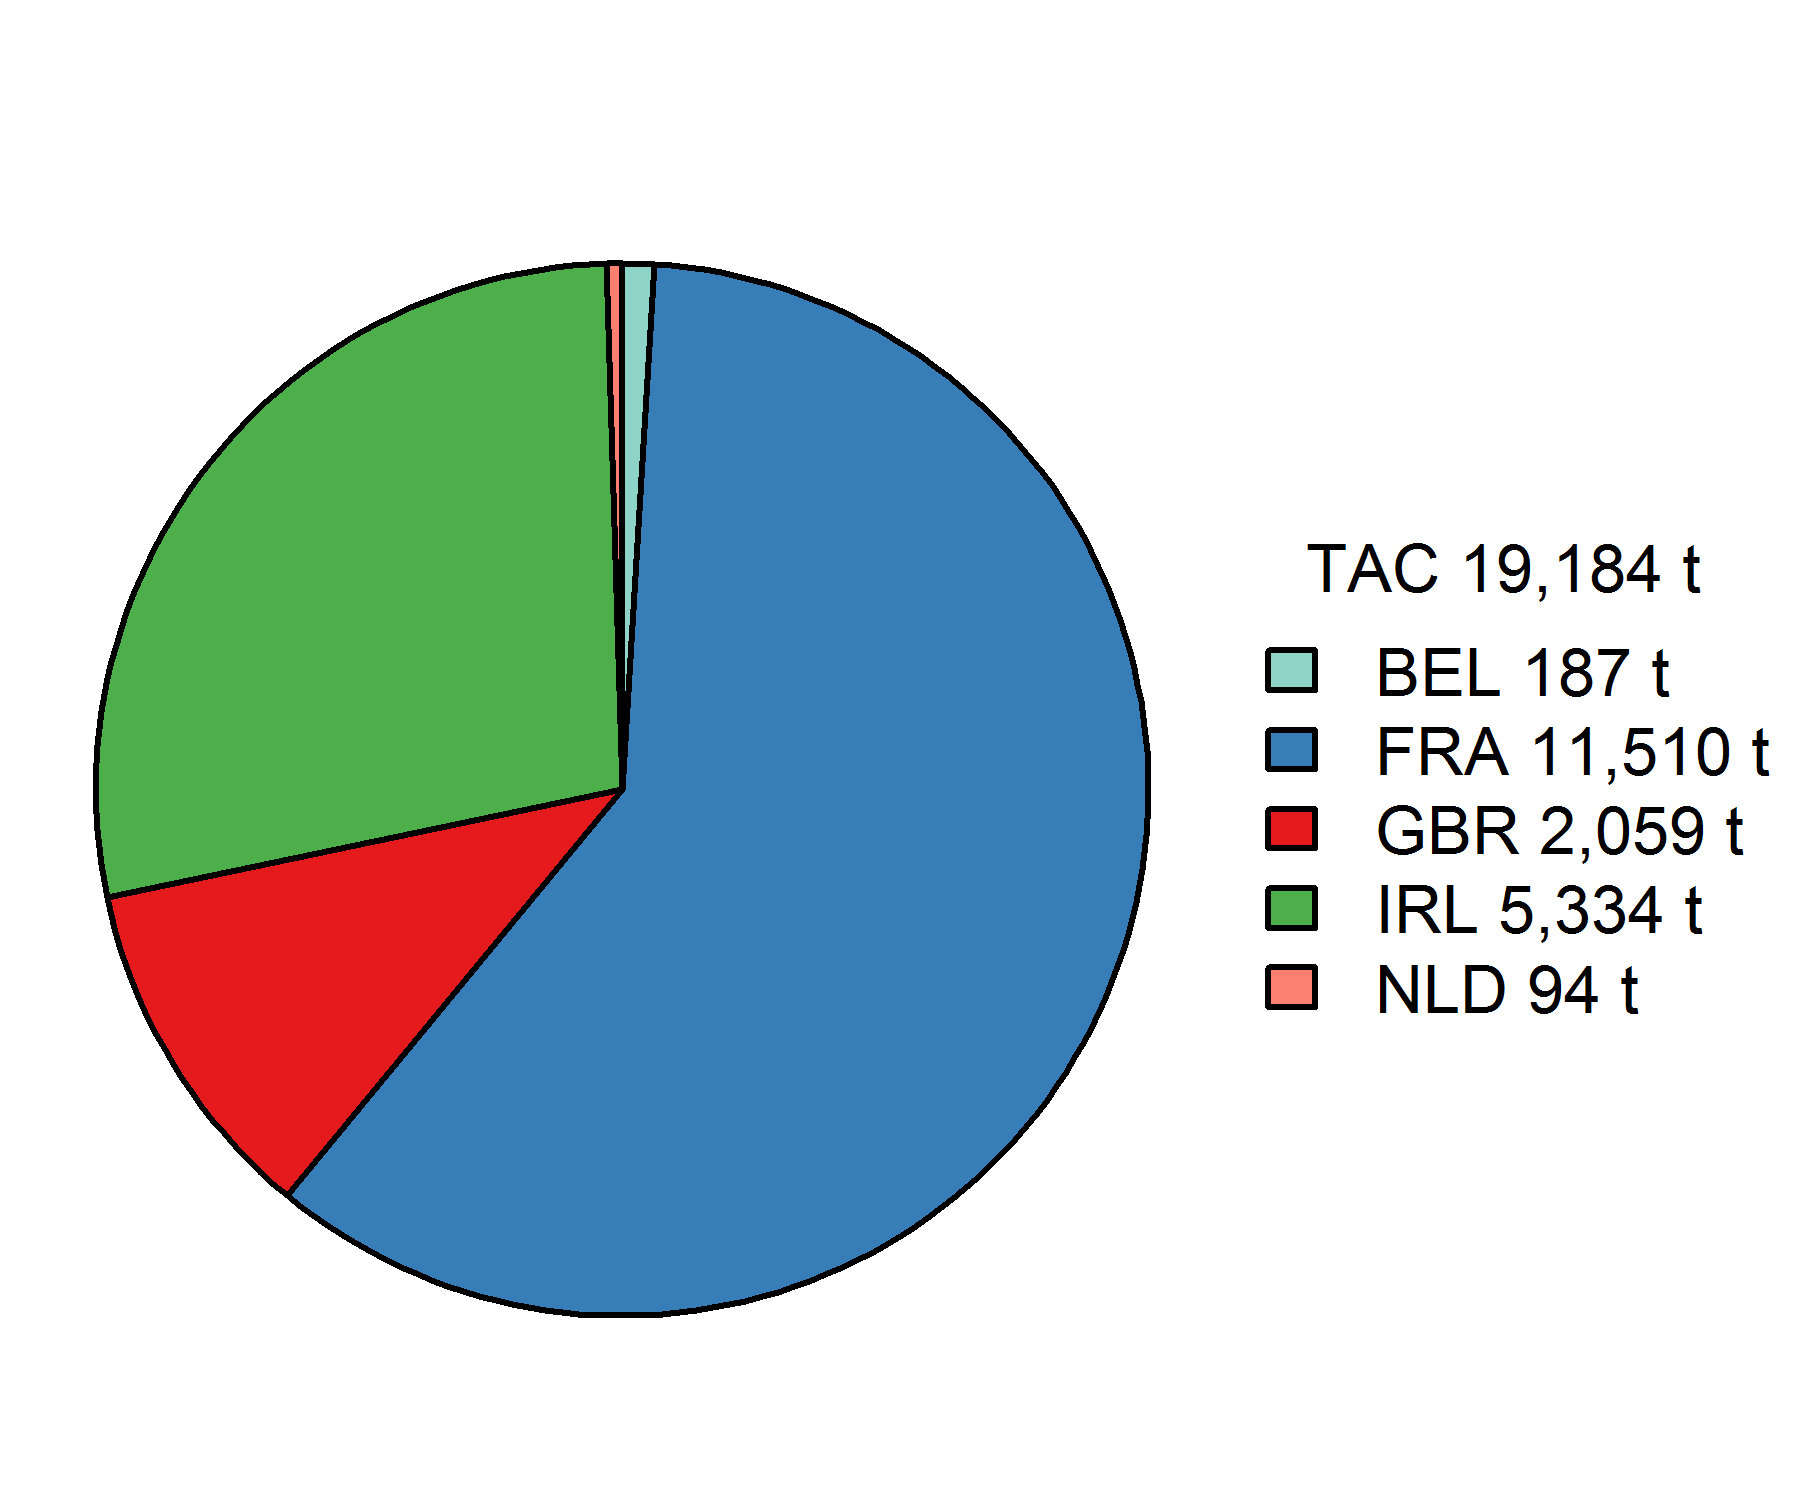 TAC 19,184 t
BEL 187 t
FRA 11,510 t
GBR 2,059 t
IRL 5,334 t
NLD 94 t